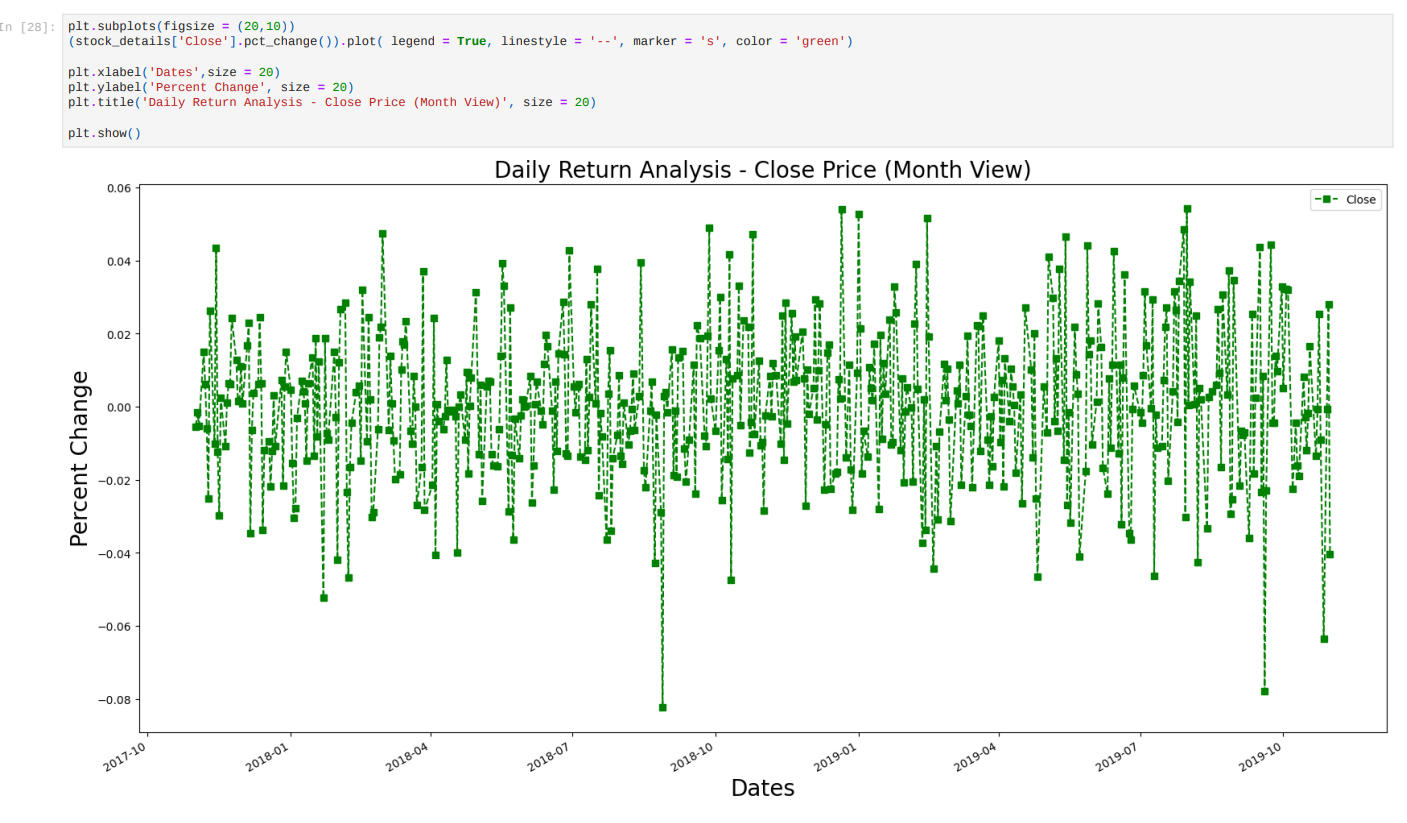 In [28]:
plt.subplots(figsize = (20,10))
(stock_details['Close'].pct_change()).plot( legend = True, linestyle = '--', marker = 's', color = 'green')
plt.xlabel('Dates',size = 20)
plt.ylabel('Percent Change', size = 20)
plt.title('Daily Return Analysis - Close Price (Month View)', size = 20)
plt.show()
Daily Return Analysis - Close Price (Month View)
Close
0.06
0.04
0.02
0.00
−0.02
−0.04
−0.06
−0.08
Percent Change
2017-10
2018-01
2018-04
2018-07
2018-10
2019-01
2019-04
2019-07
2019-10
Dates